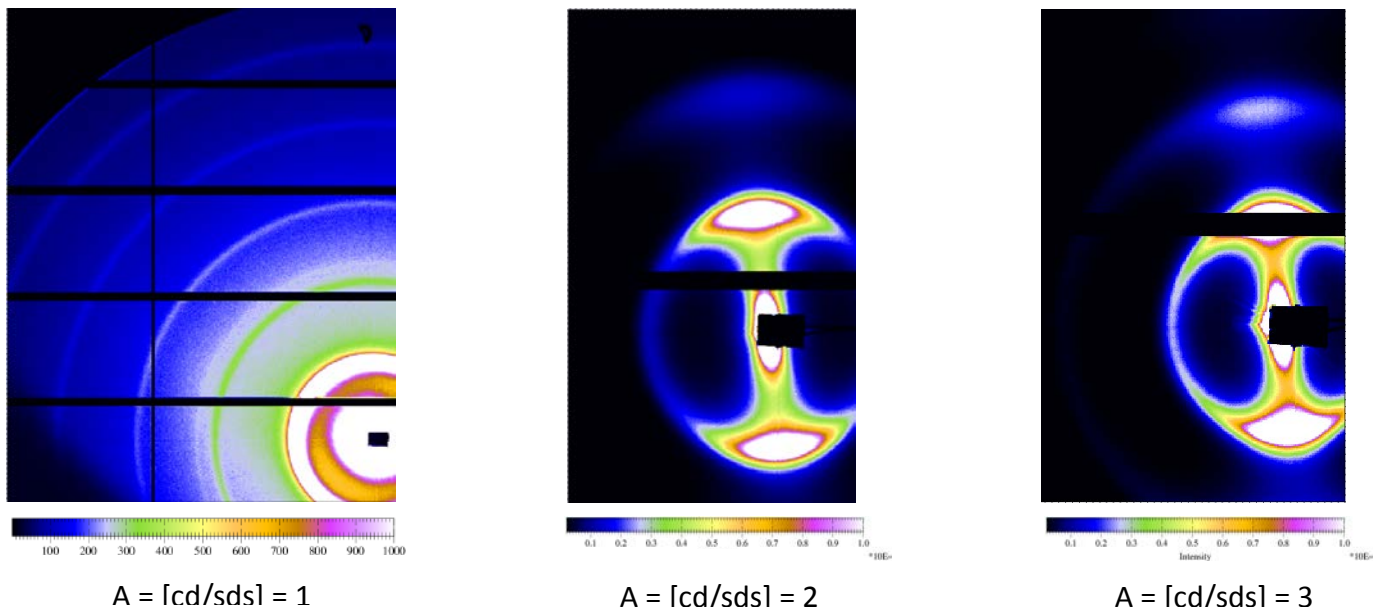 100 200 300 400 500 600 700 800 900 1000
0.1 0.2 0.3 0.4 0.5 0.6 0.7 0.8 0.9 1.0
0.1 0.2 0.3 0.4 0.5 0.6 0.7 0.8 0.9 1.0
Intensity
A = [cd/sds] = 1
A = [cd/sds] = 2
A = [cd/sds] = 3